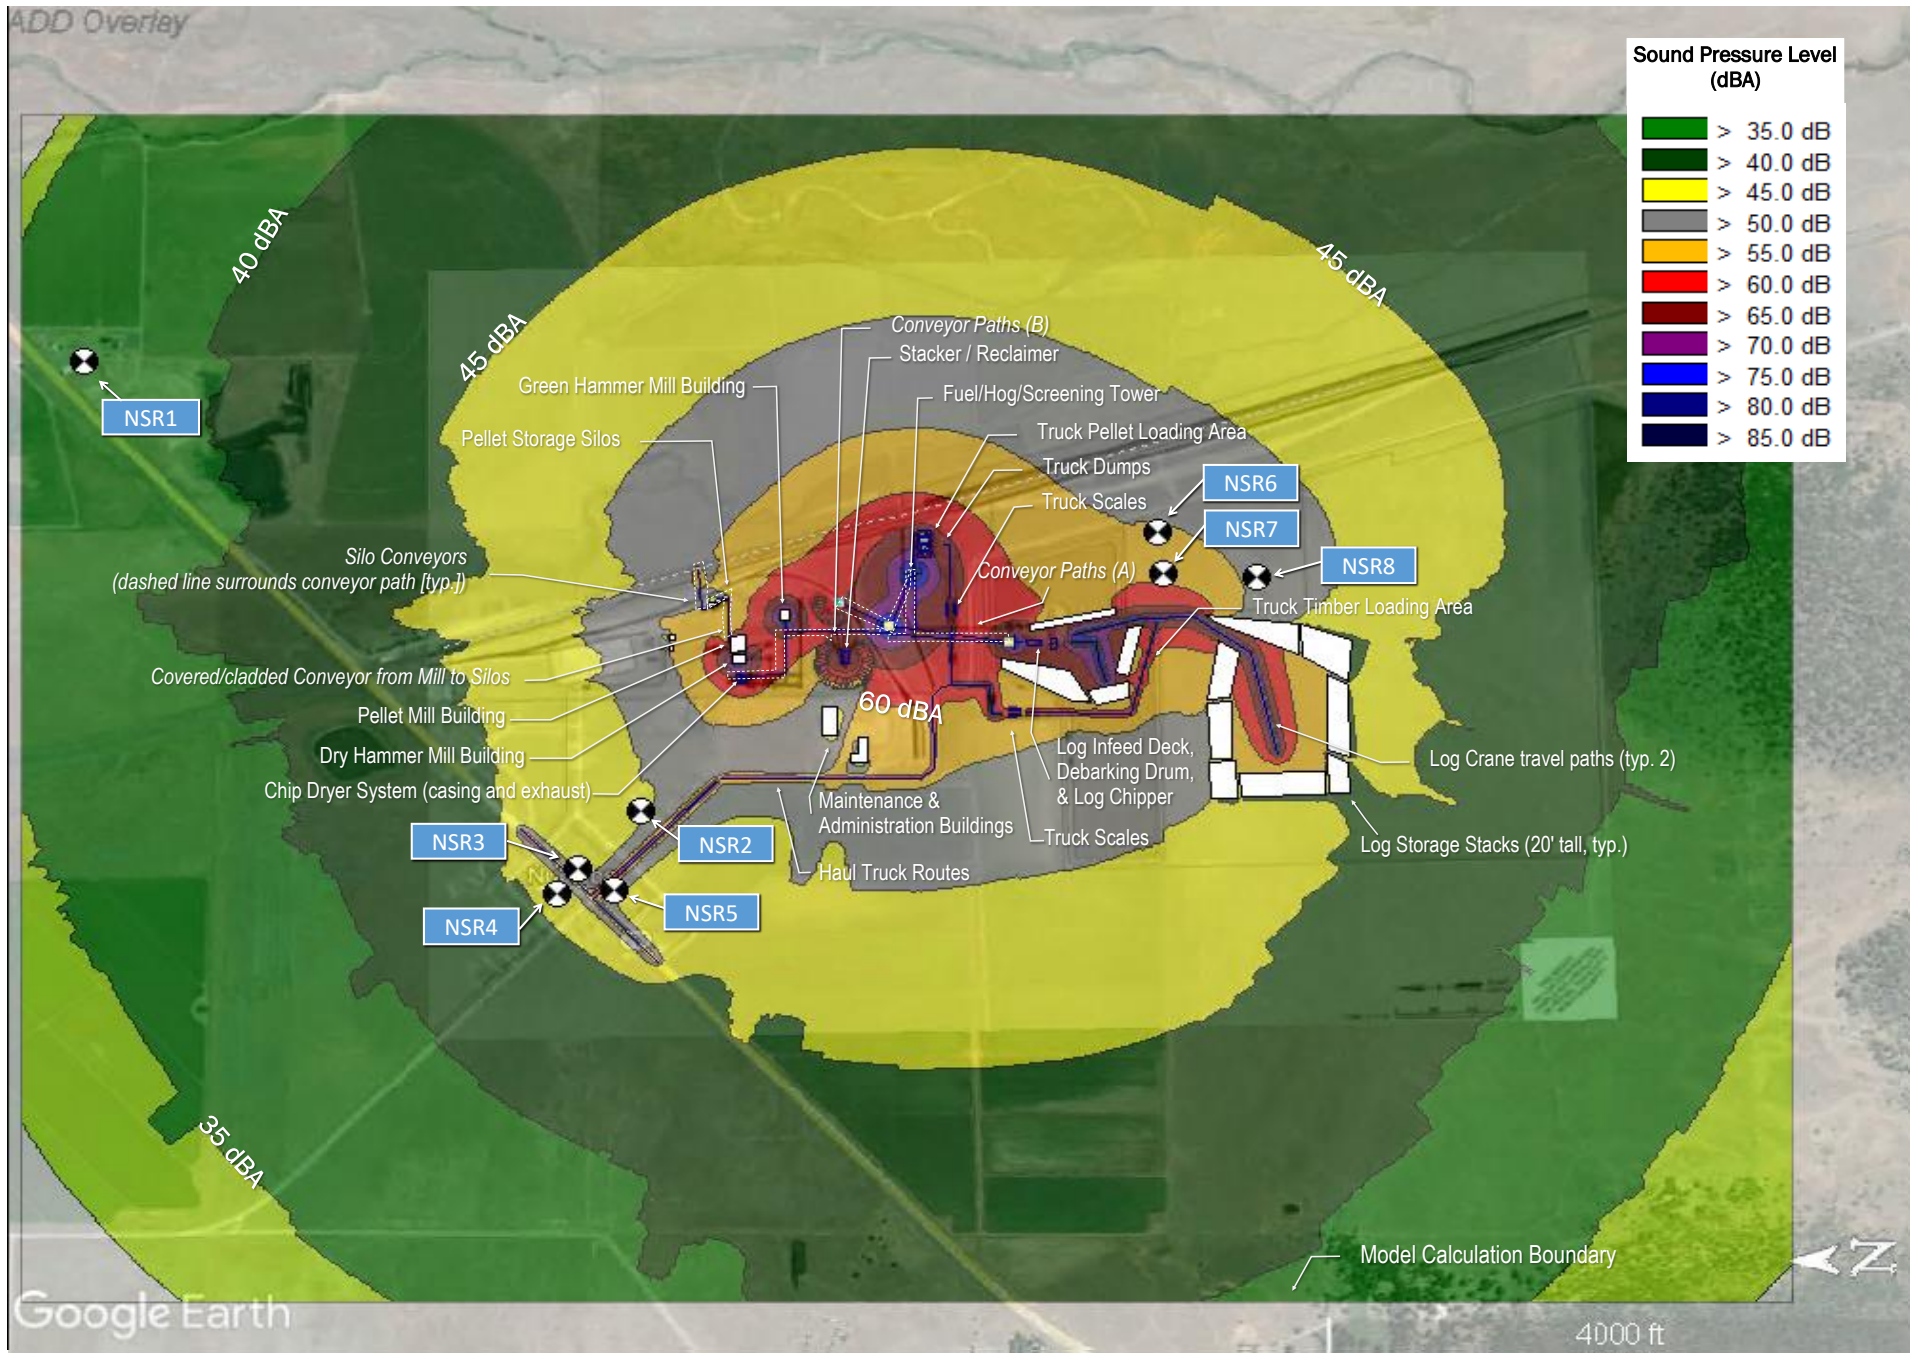 ADD Overlay
Sound Pressure Level
(dBA)
> 35.0 dB
> 40.0 dB
> 45.0 dB
> 50.0 dB
> 55.0 dB
> 60.0 dB
> 65.0 dB
> 70.0 dB
> 75.0 dB
> 80.0 dB
> 85.0 dB
40 dBA
45 dBA
45 dBA
Conveyor Paths (B)
Stacker / Reclaimer
Green Hammer Mill Building
Fuel/Hog/Screening Tower
NSR1
Pellet Storage Silos
Truck Pellet Loading Area
Truck Dumps
NSR6
Truck Scales
NSR7
Silo Conveyors
(dashed line surrounds conveyor path [typ.])
Conveyor Paths (A)
NSR8
Truck Timber Loading Area
Covered/cladded Conveyor from Mill to Silos
60 dBA
Pellet Mill Building
Dry Hammer Mill Building
Log Infeed Deck,
Debarking Drum,
& Log Chipper
Log Crane travel paths (typ. 2)
Chip Dryer System (casing and exhaust)
Maintenance &
Administration Buildings
NSR3
NSR2
Truck Scales
Log Storage Stacks (20' tall, typ.)
Haul Truck Routes
NSR4
NSR5
35 dBA
Model Calculation Boundary
Z
Google Earth
4000 ft